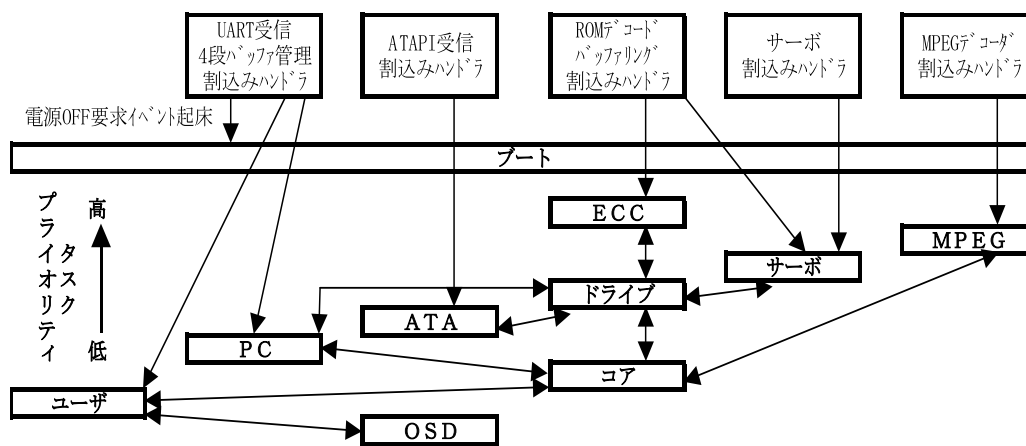 UART受信
4段ﾊﾞｯﾌｧ管理
割込みﾊﾝﾄﾞﾗ
ATAPI受信
割込みﾊﾝﾄﾞﾗ
ROMﾃﾞｺｰﾄﾞ
ﾊﾞｯﾌｧﾘﾝｸﾞ
割込みﾊﾝﾄﾞﾗ
サーボ
割込みﾊﾝﾄﾞﾗ
MPEGﾃﾞｺｰﾀﾞ
割込みﾊﾝﾄﾞﾗ
電源OFF要求ｲﾍﾞﾝﾄ起床
ブート
タスク
プライオリティ
高
低
ECC
MPEG
サーボ
ドライブ
ATA
PC
コア
ユーザ
OSD